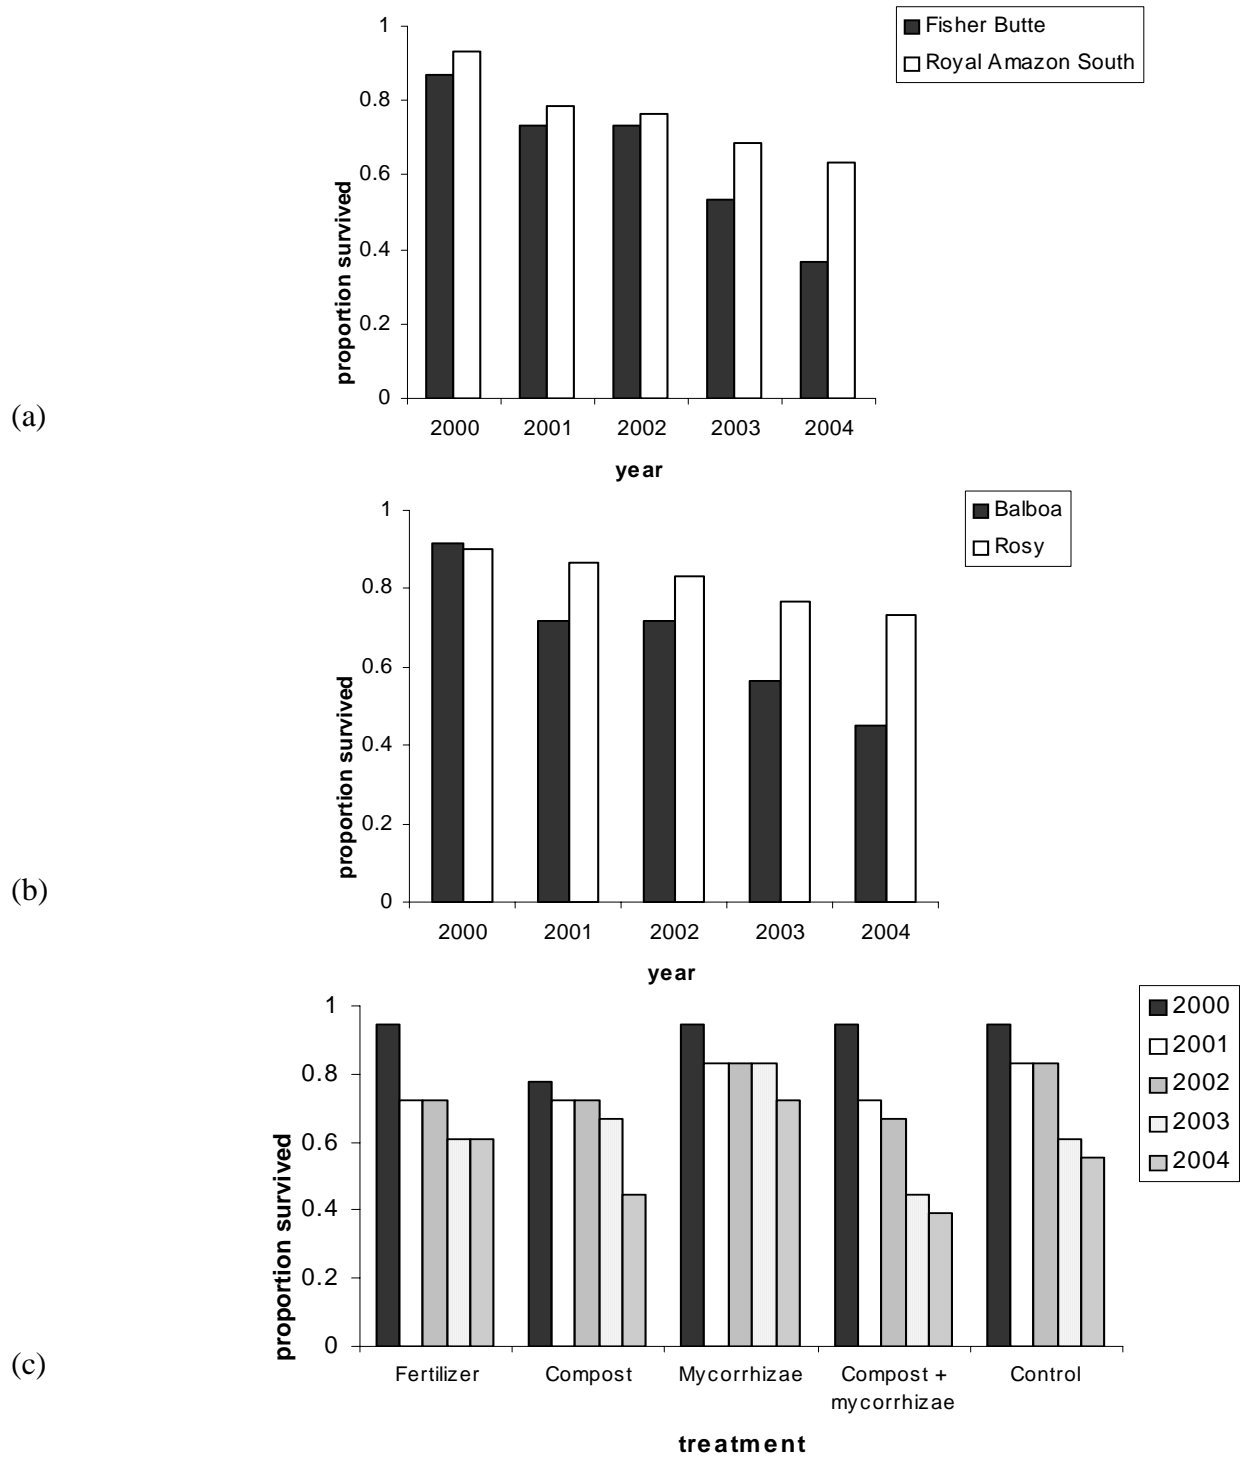 1
0.8
0.6
0.4
0.2
0
proportion survived
2000 2001 2002 2003 2004
year
Fisher Butte
Royal Amazon South
(a)
1
0.8
0.6
0.4
0.2
0
proportion survived
2000 2001 2002 2003 2004
year
Balboa
Rosy
(b)
1
0.8
0.6
0.4
0.2
0
proportion survived
Fertilizer Compost Mycorrhizae Compost + Control
mycorrhizae
treatment
2000
2001
2002
2003
2004
(c)